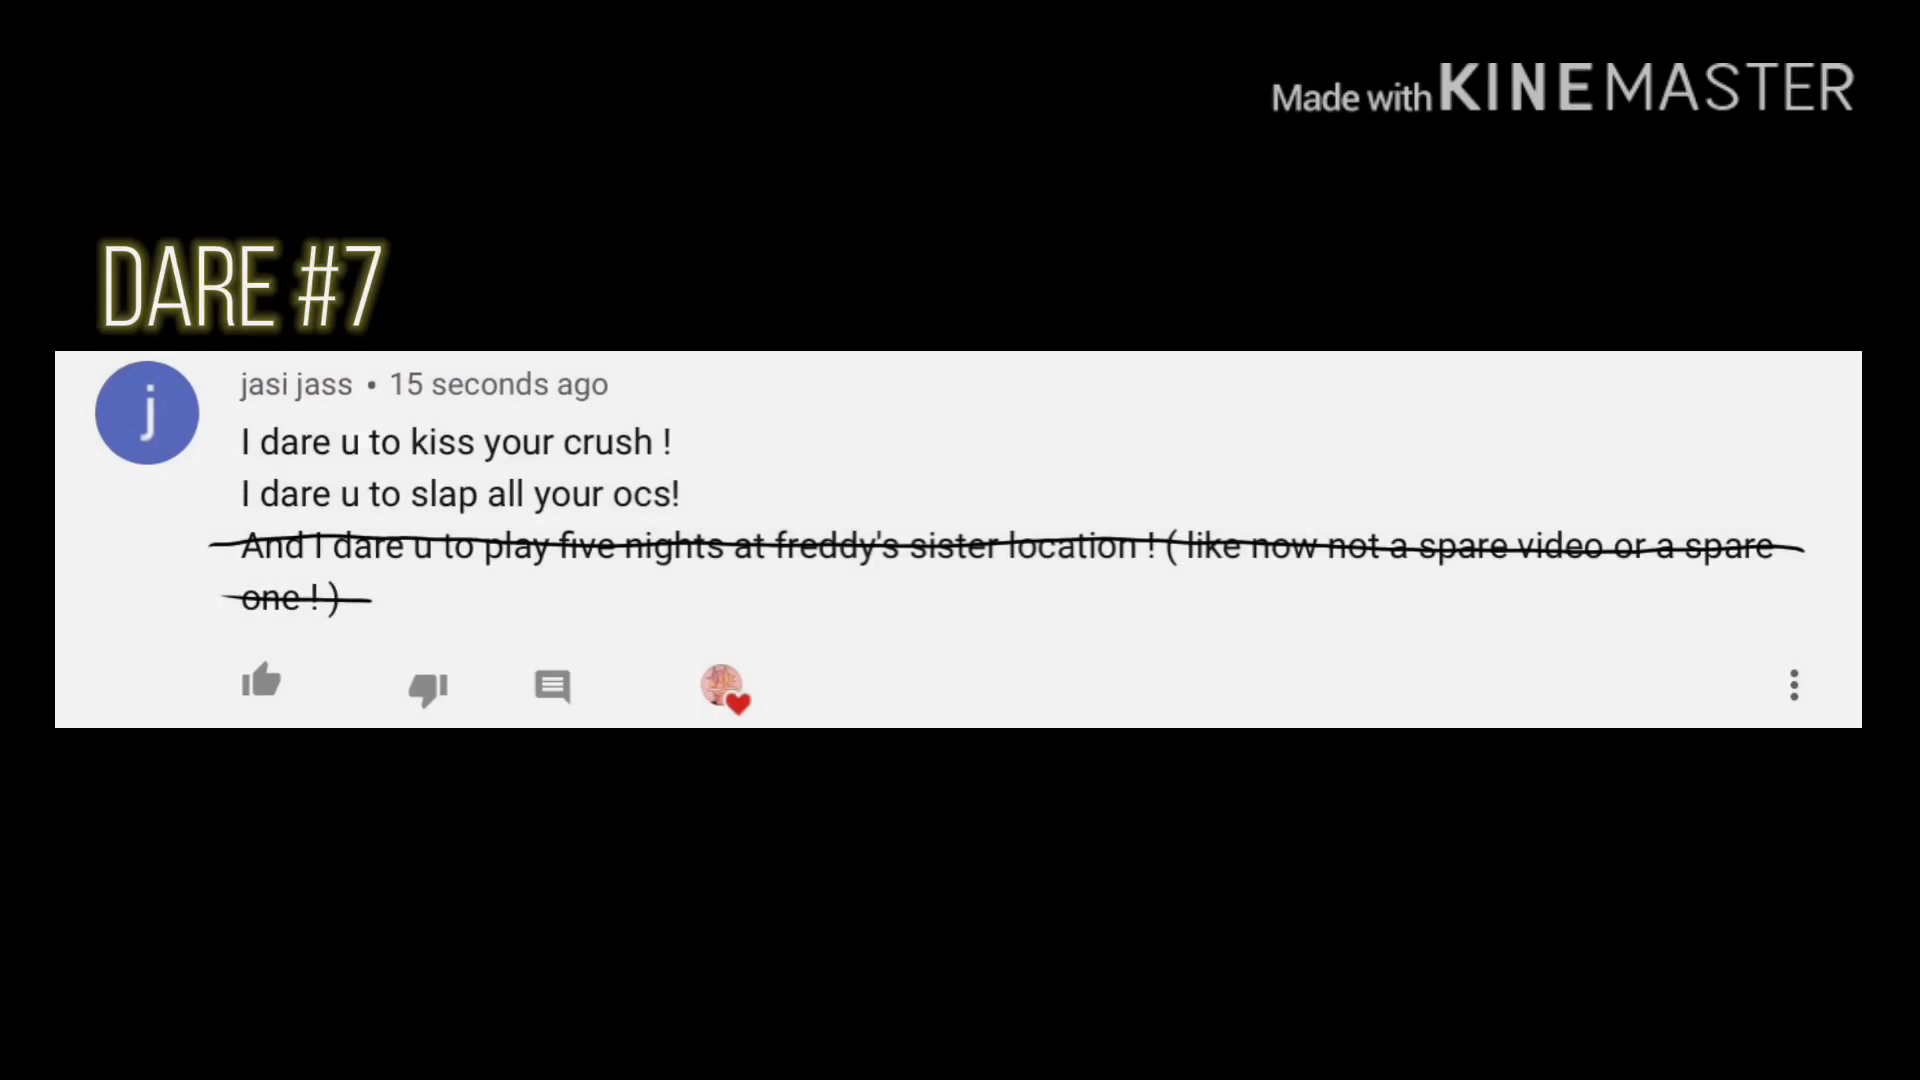 Made with KINEMASTER
DARE #7
j
jasi jass • 15 seconds ago
I dare u to kiss your crush !
I dare u to slap all your ocs!
And I dare u to play five nights at freddy's sister location ! ( like now not a spare video or a spare
one ! )